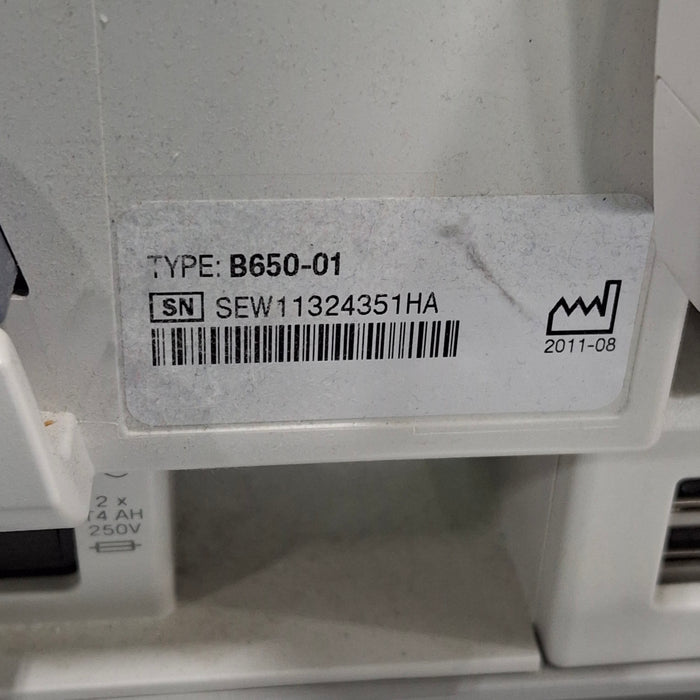 TYPE: B650-01
SN SEW11324351HA
2011-08
2 x
T4 AH
250V